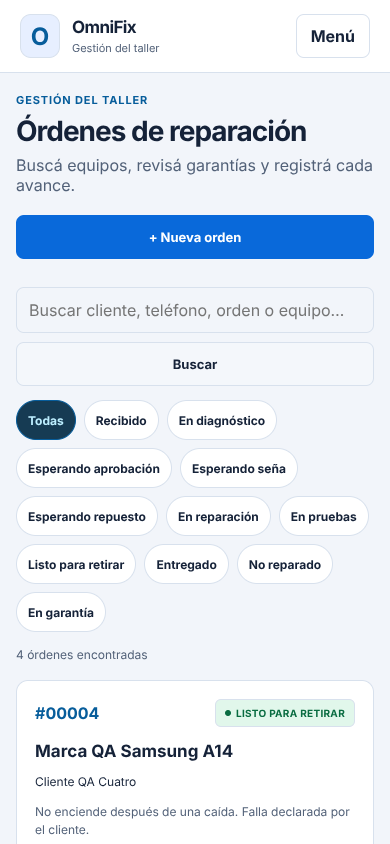 O
OmniFix
Gestión del taller
Menú
GESTIÓN DEL TALLER
Órdenes de reparación
Buscá equipos, revisá garantías y registrá cada
avance.
+ Nueva orden
Buscar cliente, teléfono, orden o equipo...
Buscar
Todas Recibido En diagnóstico
Esperando aprobación Esperando seña
Esperando repuesto En reparación En pruebas
Listo para retirar Entregado No reparado
En garantía
4 órdenes encontradas
#00004 LISTO PARA RETIRAR
Marca QA Samsung A14
Cliente QA Cuatro
No enciende después de una caída. Falla declarada por
el cliente.